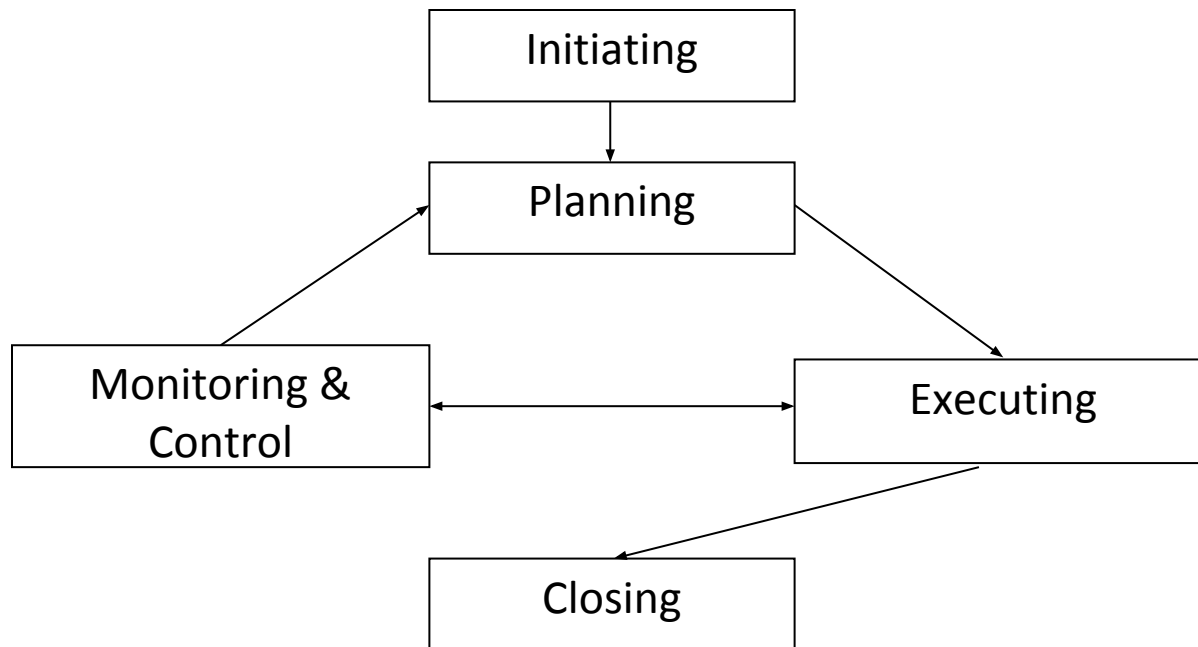 Initiating
Planning
Monitoring &
Control
Executing
Closing